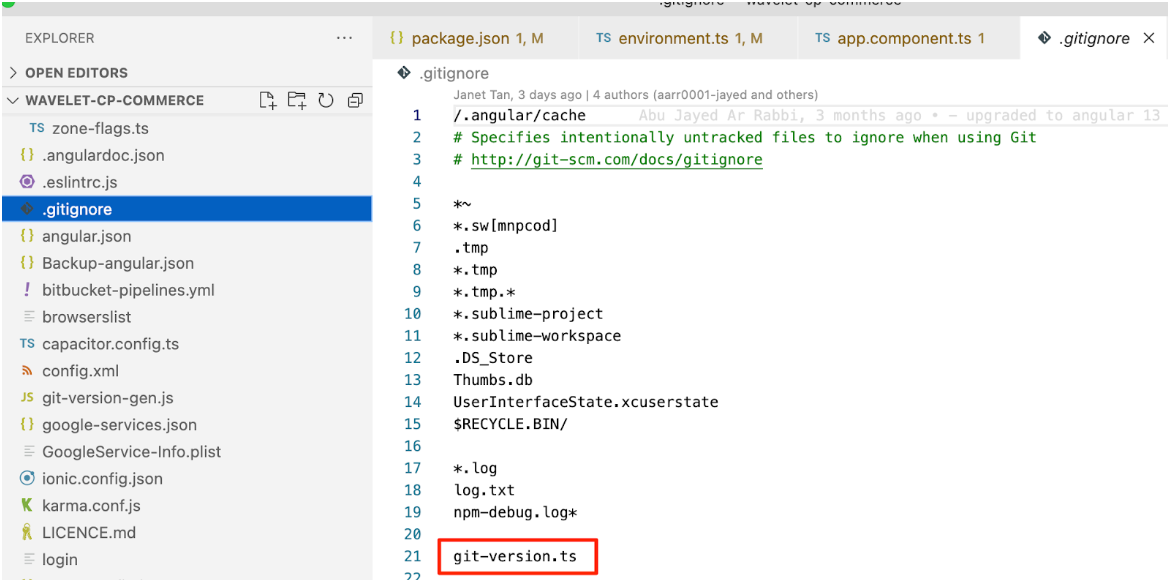 .gitignore — wavelet-cp-commerce
EXPLORER
···
OPEN EDITORS
WAVELET-CP-COMMERCE
TS zone-flags.ts
{} .angulardoc.json
.eslintrc.js
.gitignore
{} angular.json
{} Backup-angular.json
! bitbucket-pipelines.yml
browserslist
TS capacitor.config.ts
config.xml
JS git-version-gen.js
{} google-services.json
GoogleService-Info.plist
ionic.config.json
K karma.conf.js
LICENCE.md
login
{} package.json 1, M
TS environment.ts 1, M
TS app.component.ts 1
.gitignore ×
.gitignore
Janet Tan, 3 days ago | 4 authors (aarr0001-jayed and others)
1 /.angular/cache Abu Jayed Ar Rabbi, 3 months ago • – upgraded to angular 13
2 # Specifies intentionally untracked files to ignore when using Git
3 # http://git-scm.com/docs/gitignore
4
5 *~
6 *.sw[mnpcod]
7 .tmp
8 *.tmp
9 *.tmp.*
10 *.sublime-project
11 *.sublime-workspace
12 .DS_Store
13 Thumbs.db
14 UserInterfaceState.xcuserstate
15 $RECYCLE.BIN/
16
17 *.log
18 log.txt
19 npm-debug.log*
20
21 git-version.ts
22